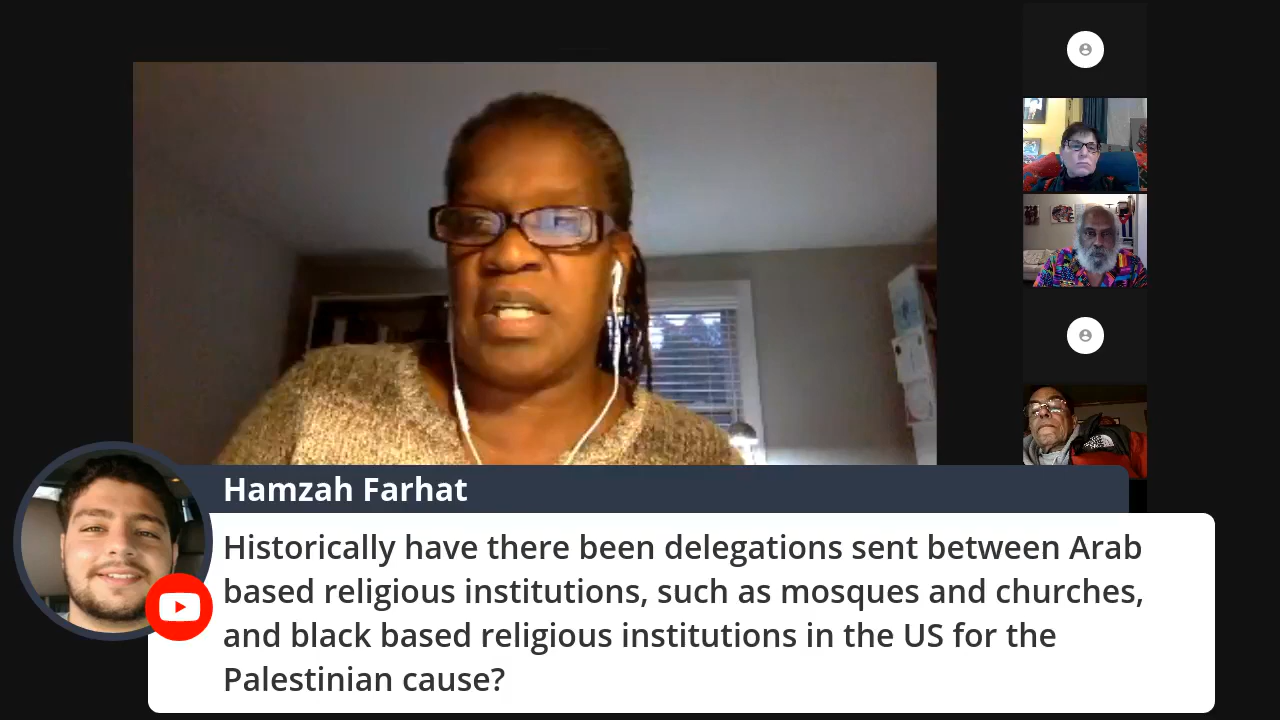 Hamzah Farhat
Historically have there been delegations sent between Arab
based religious institutions, such as mosques and churches,
and black based religious institutions in the US for the
Palestinian cause?